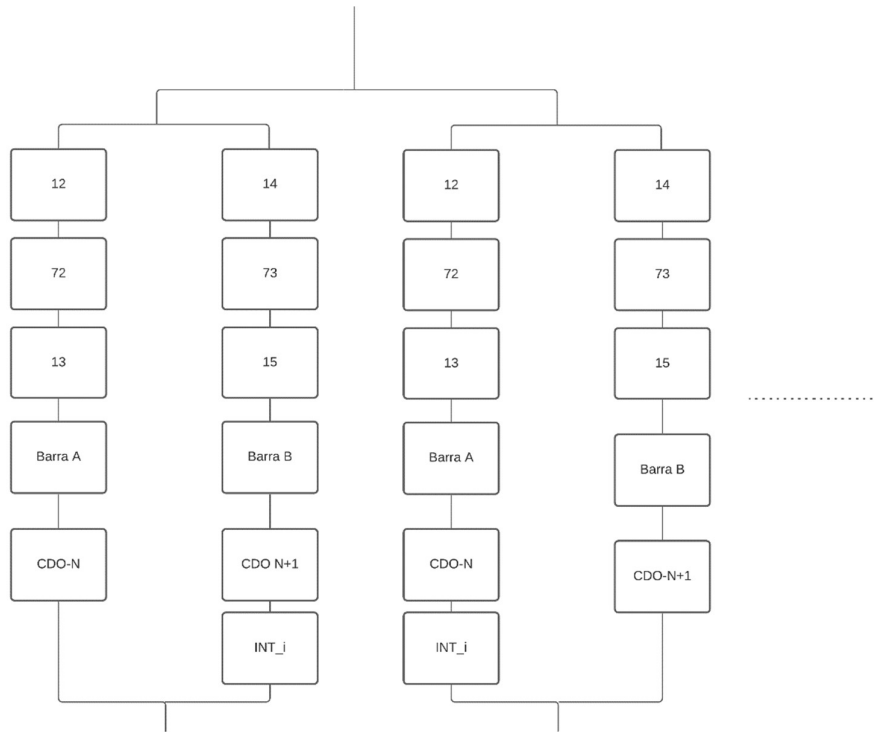 12
14
12
14
72
73
72
73
13
15
13
15
Barra A
Barra B
Barra A
Barra B
CDO-N
CDO N+1
CDO-N
CDO-N+1
INT_i
INT_i